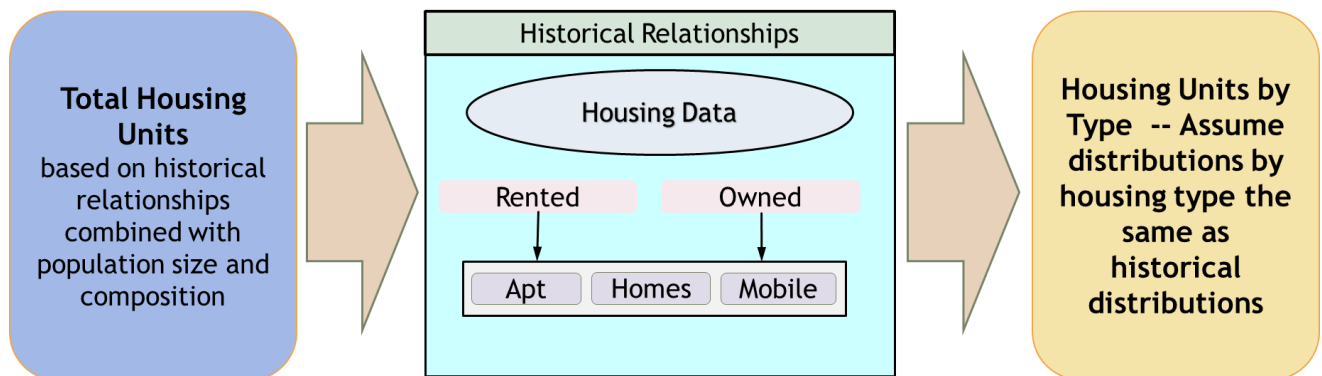 Total Housing
Units
based on historical
relationships
combined with
population size and
composition
Historical Relationships
Housing Data
Rented
Owned
Apt
Homes
Mobile
Housing Units by
Type -- Assume
distributions by
housing type the
same as
historical
distributions